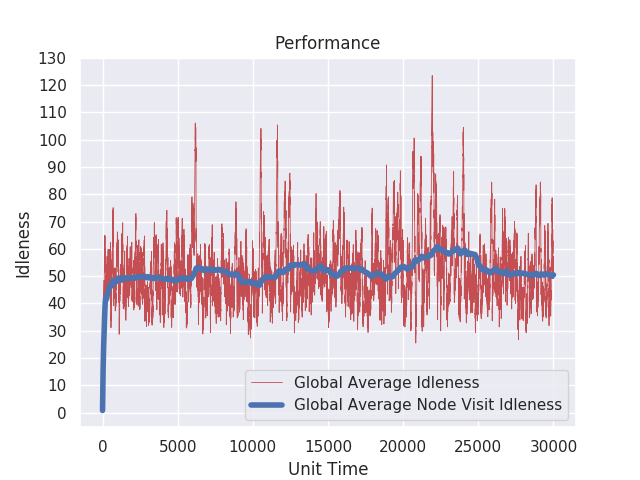 Performance
130
120
110
100
90
80
70
60
50
40
30
20
10
0
Idleness
Global Average Idleness
Global Average Node Visit Idleness
0 5000 10000 15000 20000 25000 30000
Unit Time